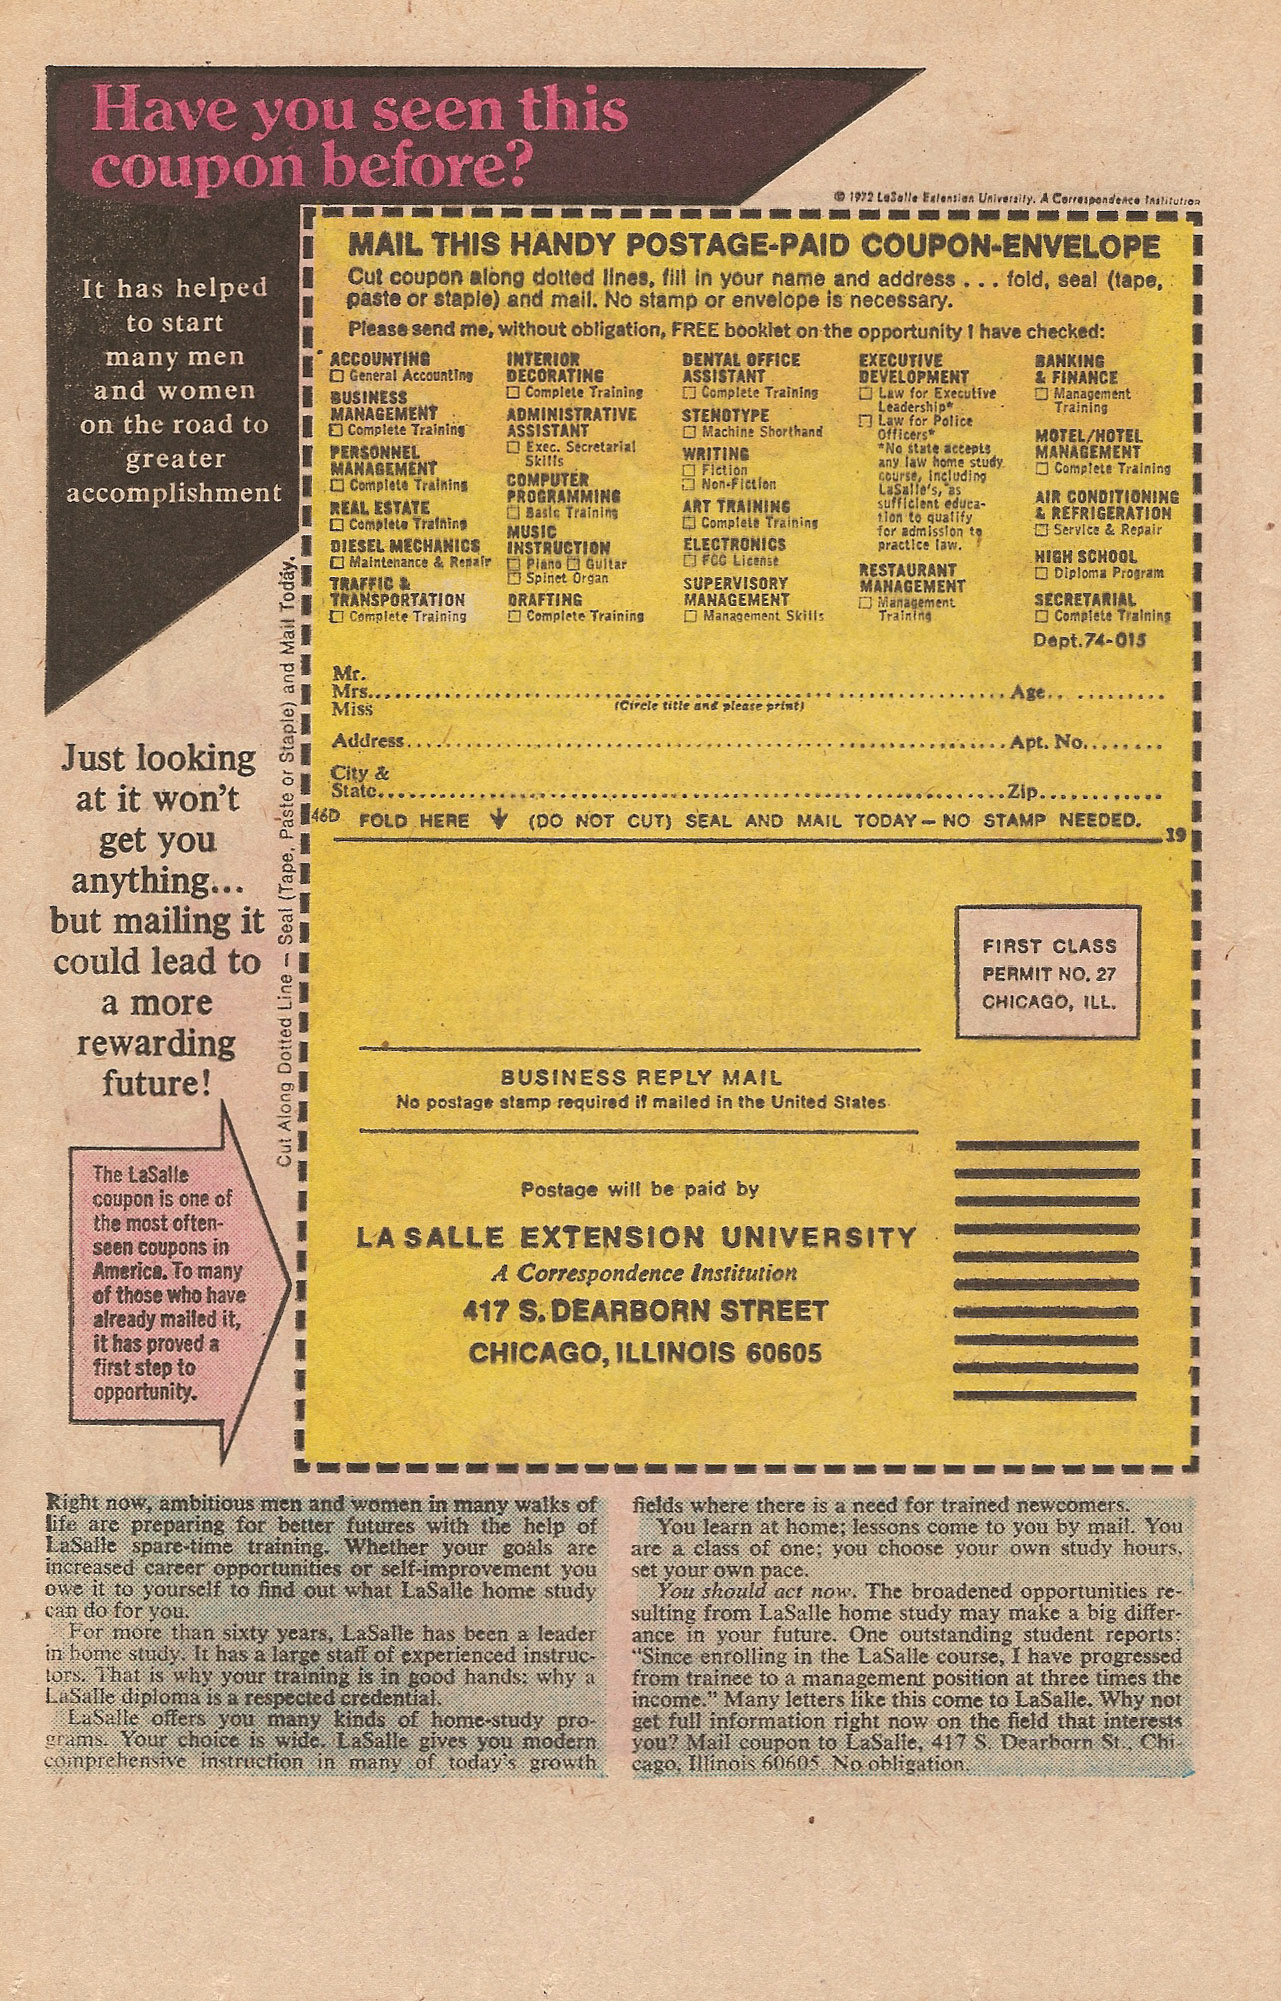 Have you seen this
coupon before?
© 1972 LaSalle Extension University. A Correspondence Institution
It has helped
to start
many men
and women
on the road to
greater
accomplishment
MAIL THIS HANDY POSTAGE-PAID COUPON-ENVELOPE
Cut coupon along dotted lines, fill in your name and address . . . fold, seal (tape,
paste or staple) and mail. No stamp or envelope is necessary.
Please send me, without obligation, FREE booklet on the opportunity I have checked:
ACCOUNTING
☐ General Accounting
BUSINESS
MANAGEMENT
☐ Complete Training
PERSONNEL
MANAGEMENT
☐ Complete Training
REAL ESTATE
☐ Complete Training
DIESEL MECHANICS
☐ Maintenance & Repair
TRAFFIC &
TRANSPORTATION
☐ Complete Training
INTERIOR
DECORATING
☐ Complete Training
ADMINISTRATIVE
ASSISTANT
☐ Exec. Secretarial
Skills
COMPUTER
PROGRAMMING
☐ Basic Training
MUSIC
INSTRUCTION
☐ Piano ☐ Guitar
☐ Spinet Organ
DRAFTING
☐ Complete Training
DENTAL OFFICE
ASSISTANT
☐ Complete Training
STENOTYPE
☐ Machine Shorthand
WRITING
☐ Fiction
☐ Non-Fiction
ART TRAINING
☐ Complete Training
ELECTRONICS
☐ FCC License
SUPERVISORY
MANAGEMENT
☐ Management Skills
EXECUTIVE
DEVELOPMENT
☐ Law for Executive
Leadership*
☐ Law for Police
Officers*
*No state accepts
any law home study
course, including
LaSalle's, as
sufficient educa-
tion to qualify
for admission to
practice law.
RESTAURANT
MANAGEMENT
☐ Management
Training
BANKING
& FINANCE
☐ Management
Training
MOTEL/HOTEL
MANAGEMENT
☐ Complete Training
AIR CONDITIONING
& REFRIGERATION
☐ Service & Repair
HIGH SCHOOL
☐ Diploma Program
SECRETARIAL
☐ Complete Training
Dept. 74-015
Mr.
Mrs. Age
Miss (Circle title and please print)
Address Apt. No.
City &
State Zip
46D FOLD HERE ↓ (DO NOT CUT) SEAL AND MAIL TODAY — NO STAMP NEEDED.
19
Cut Along Dotted Line — Seal (Tape, Paste or Staple) and Mail Today.
Just looking
at it won't
get you
anything...
but mailing it
could lead to
a more
rewarding
future!
FIRST CLASS
PERMIT NO. 27
CHICAGO, ILL.
BUSINESS REPLY MAIL
No postage stamp required if mailed in the United States
Postage will be paid by
LA SALLE EXTENSION UNIVERSITY
A Correspondence Institution
417 S. DEARBORN STREET
CHICAGO, ILLINOIS 60605
The LaSalle
coupon is one of
the most often-
seen coupons in
America. To many
of those who have
already mailed it,
it has proved a
first step to
opportunity.
Right now, ambitious men and women in many walks of
life are preparing for better futures with the help of
LaSalle spare-time training. Whether your goals are
increased career opportunities or self-improvement you
owe it to yourself to find out what LaSalle home study
can do for you.
For more than sixty years, LaSalle has been a leader
in home study. It has a large staff of experienced instruc-
tors. That is why your training is in good hands: why a
LaSalle diploma is a respected credential.
LaSalle offers you many kinds of home-study pro-
grams. Your choice is wide. LaSalle gives you modern
comprehensive instruction in many of today's growth
fields where there is a need for trained newcomers.
You learn at home; lessons come to you by mail. You
are a class of one; you choose your own study hours,
set your own pace.
You should act now. The broadened opportunities re-
sulting from LaSalle home study may make a big differ-
ance in your future. One outstanding student reports:
"Since enrolling in the LaSalle course, I have progressed
from trainee to a management position at three times the
income." Many letters like this come to LaSalle. Why not
get full information right now on the field that interests
you? Mail coupon to LaSalle, 417 S. Dearborn St., Chi-
cago, Illinois 60605. No obligation.